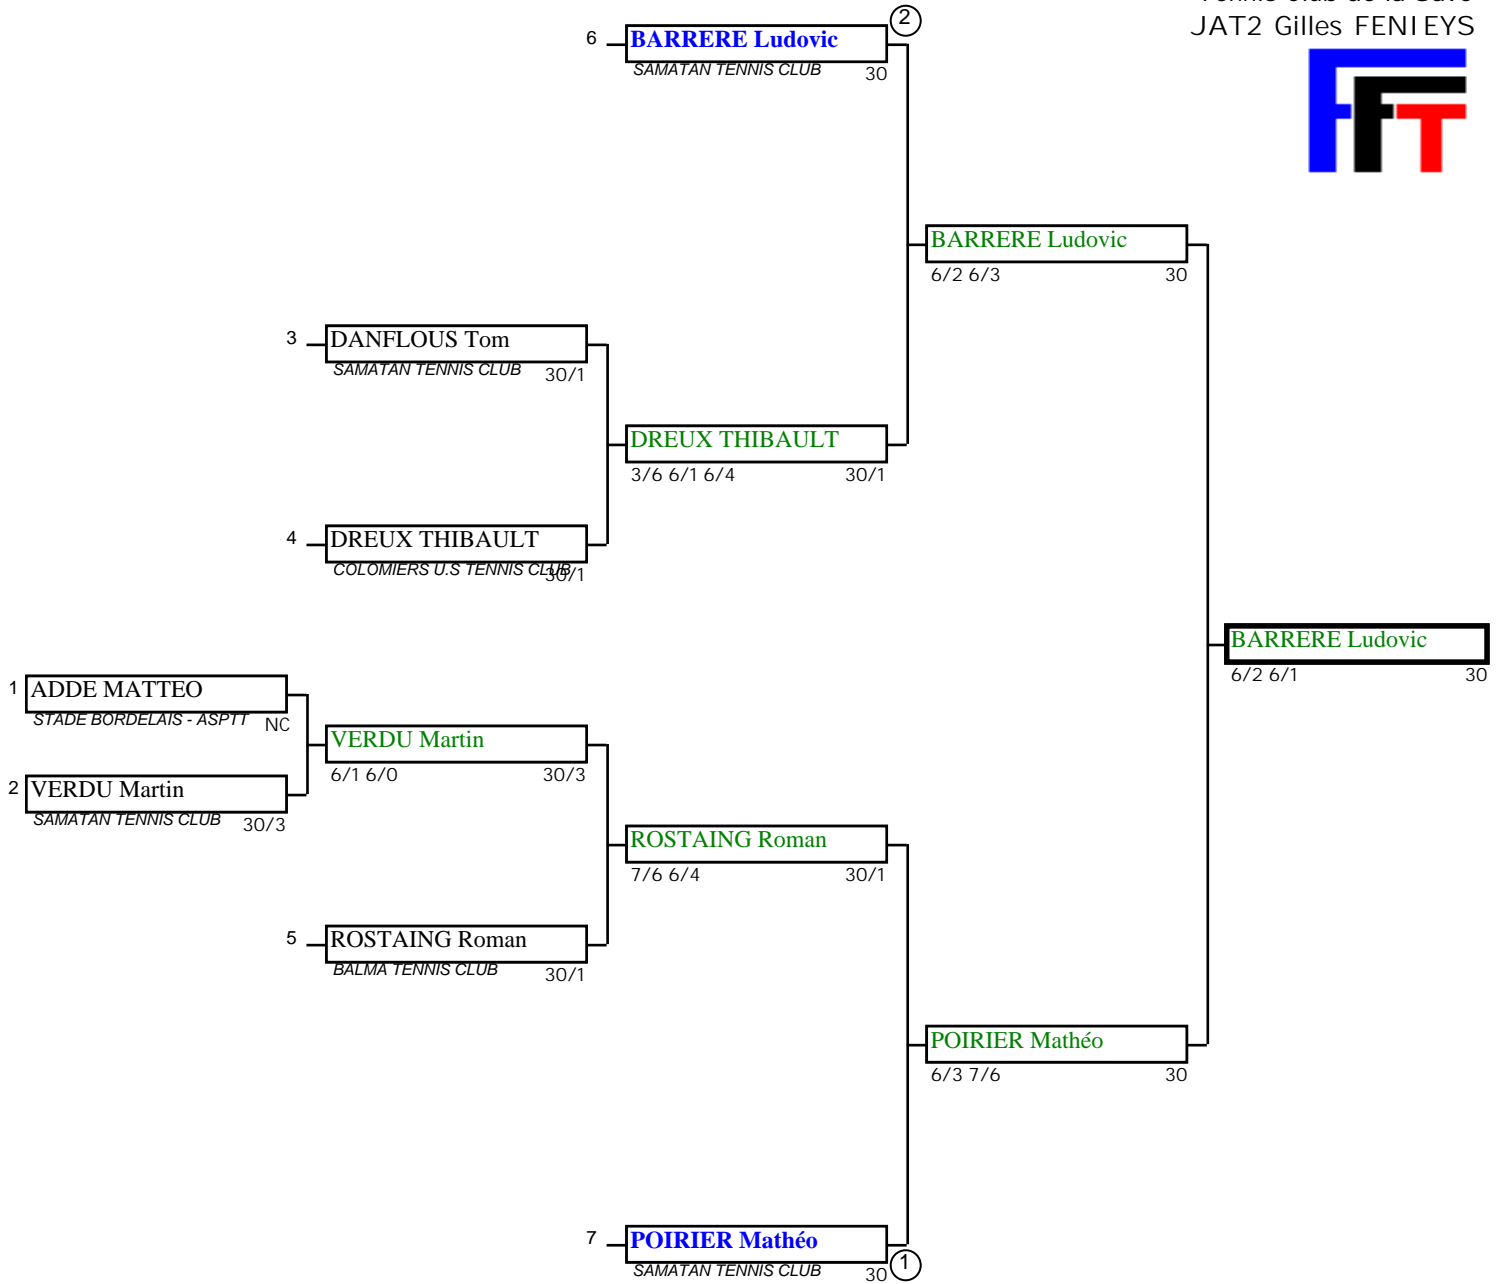 JAT2 Gilles FENIEYS
FFT
2
6 BARRERE Ludovic
SAMATAN TENNIS CLUB 30
BARRERE Ludovic
6/2 6/3 30
3 DANFLOUS Tom
SAMATAN TENNIS CLUB 30/1
DREUX THIBAULT
3/6 6/1 6/4 30/1
4 DREUX THIBAULT
COLOMIERS U.S TENNIS CLUB 30/1
BARRERE Ludovic
6/2 6/1 30
1 ADDE MATTEO
STADE BORDELAIS - ASPTT NC
VERDU Martin
6/1 6/0 30/3
2 VERDU Martin
SAMATAN TENNIS CLUB 30/3
ROSTAING Roman
7/6 6/4 30/1
5 ROSTAING Roman
BALMA TENNIS CLUB 30/1
POIRIER Mathéo
6/3 7/6 30
7 POIRIER Mathéo
SAMATAN TENNIS CLUB 30
1